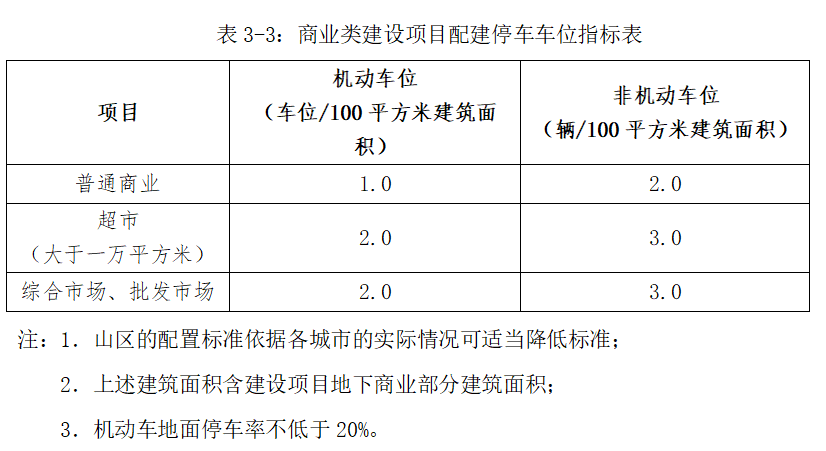 表 3-3：商业类建设项目配建停车车位指标表
项目
机动车位
（车位/100 平方米建筑面
积）
非机动车位
（辆/100 平方米建筑面积）
普通商业
1.0
2.0
超市
（大于一万平方米）
2.0
3.0
综合市场、批发市场
2.0
3.0
注：1．山区的配置标准依据各城市的实际情况可适当降低标准；
2．上述建筑面积含建设项目地下商业部分建筑面积；
3．机动车地面停车率不低于 20%。